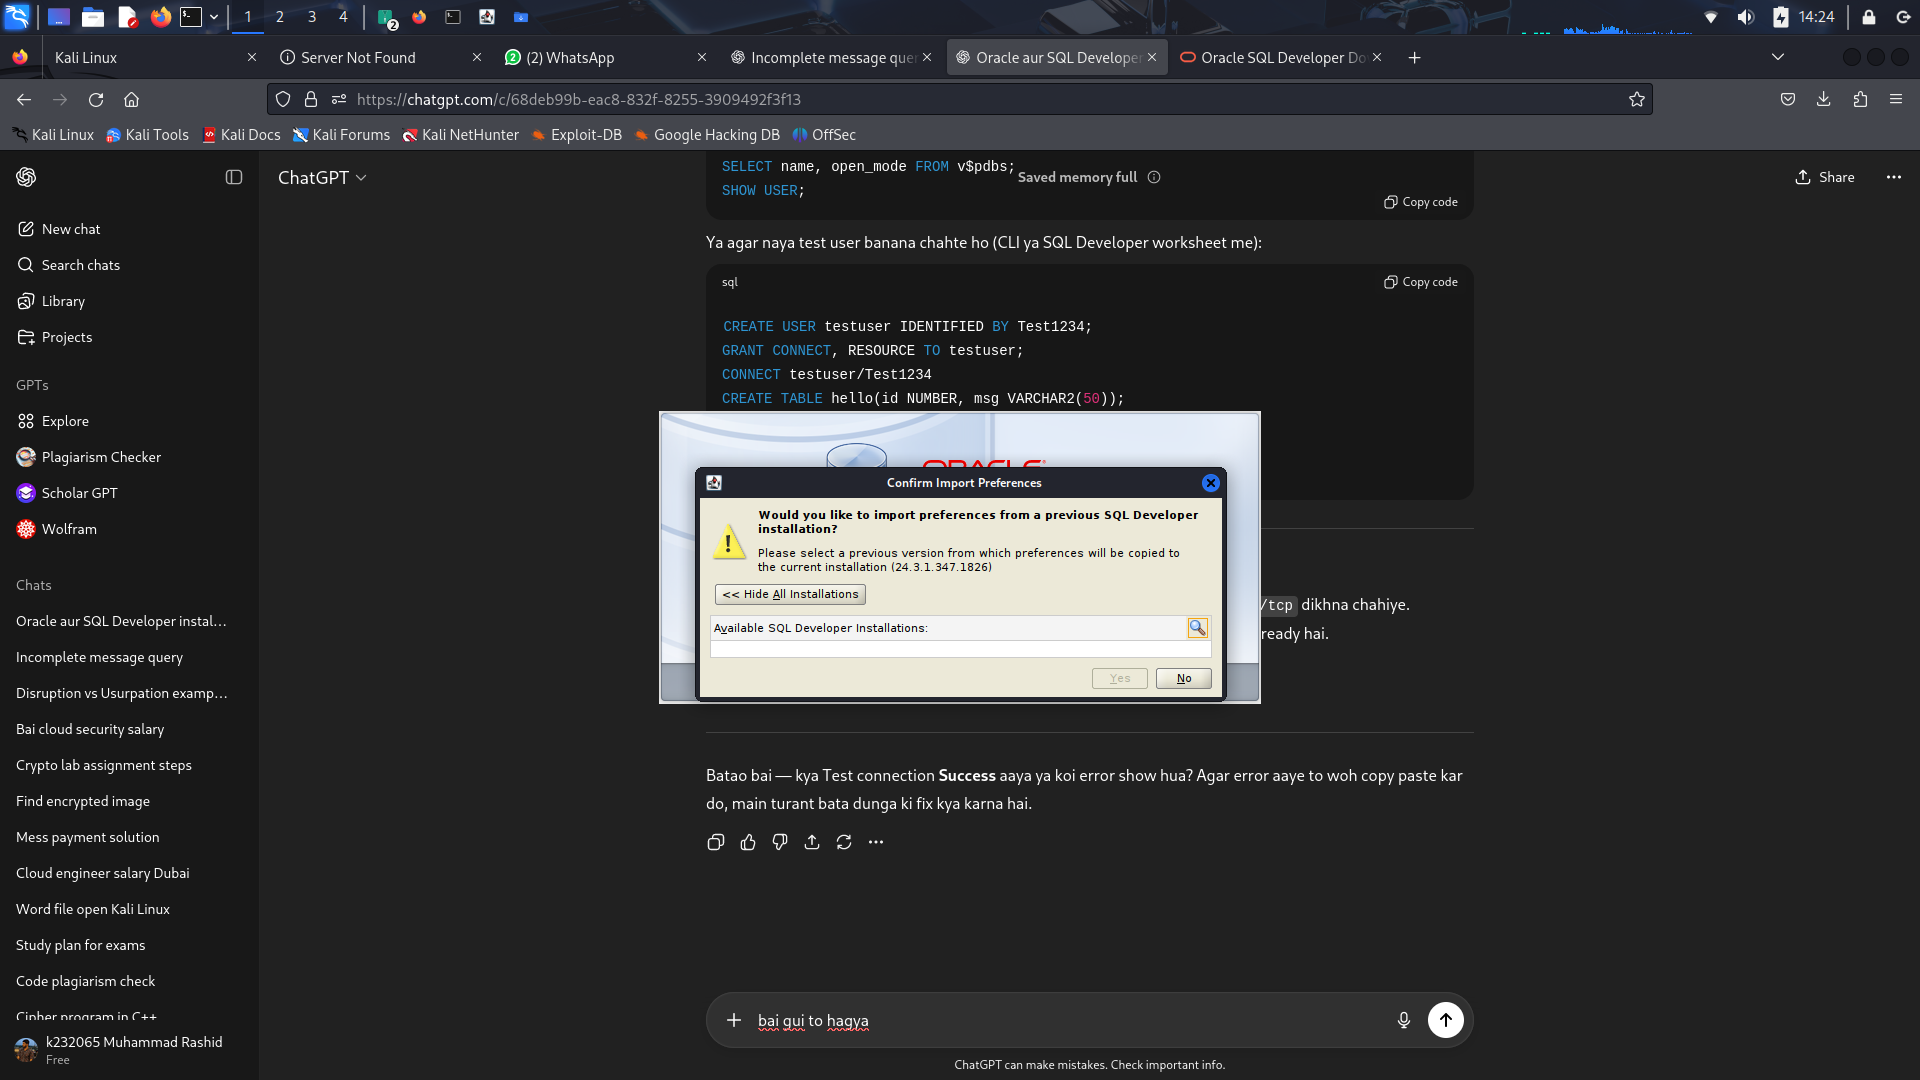 1
2
3
4
2
14:24
Kali Linux
Server Not Found
(2) WhatsApp
Incomplete message que
Oracle aur SQL Developer
Oracle SQL Developer Do
https://chatgpt.com/c/68deb99b-eac8-832f-8255-3909492f3f13
Kali Linux
Kali Tools
Kali Docs
Kali Forums
Kali NetHunter
Exploit-DB
Google Hacking DB
OffSec
ChatGPT
Saved memory full
Share
New chat
Search chats
Library
Projects
GPTs
Explore
Plagiarism Checker
Scholar GPT
Wolfram
Chats
Oracle aur SQL Developer instal...
Incomplete message query
Disruption vs Usurpation examp...
Bai cloud security salary
Crypto lab assignment steps
Find encrypted image
Mess payment solution
Cloud engineer salary Dubai
Word file open Kali Linux
Study plan for exams
Code plagiarism check
Cipher program in C++
k232065 Muhammad Rashid
Free
SELECT name, open_mode FROM v$pdbs;
SHOW USER;
Copy code
Ya agar naya test user banana chahte ho (CLI ya SQL Developer worksheet me):
sql
Copy code
CREATE USER testuser IDENTIFIED BY Test1234;
GRANT CONNECT, RESOURCE TO testuser;
CONNECT testuser/Test1234
CREATE TABLE hello(id NUMBER, msg VARCHAR2(50));
ORACLE
Confirm Import Preferences
Would you like to import preferences from a previous SQL Developer
installation?
Please select a previous version from which preferences will be copied to
the current installation (24.3.1.347.1826)
<< Hide All Installations
Available SQL Developer Installations:
Yes
No
/tcp dikhna chahiye.
ready hai.
Batao bai — kya Test connection Success aaya ya koi error show hua? Agar error aaye to woh copy paste kar
do, main turant bata dunga ki fix kya karna hai.
bai gui to hagya
ChatGPT can make mistakes. Check important info.